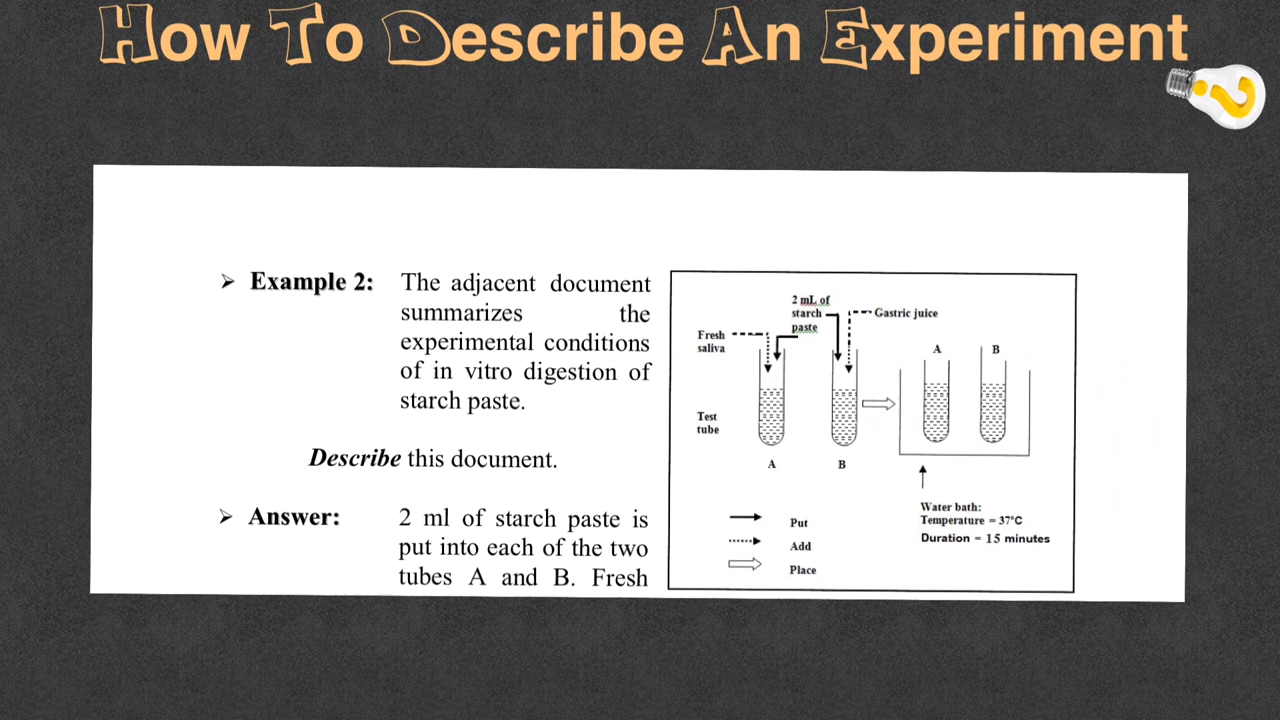 How To Describe An Experiment
➢ Example 2: The adjacent document
summarizes the
experimental conditions
of in vitro digestion of
starch paste.
Describe this document.
➢ Answer: 2 ml of starch paste is
put into each of the two
tubes A and B. Fresh
2 mL of
starch
paste
Gastric juice
Fresh
saliva
A B
Test
tube
A B
Water bath:
Temperature = 37°C
Duration = 15 minutes
Put
Add
Place